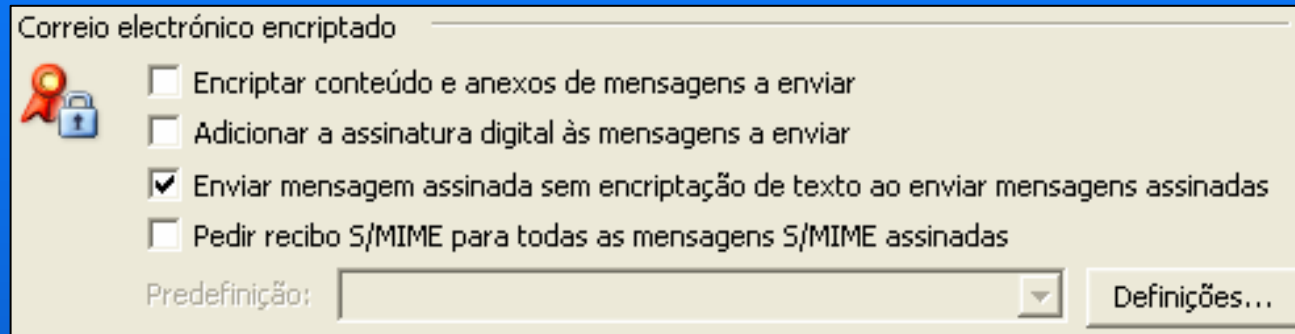 Correio electrónico encriptado
Encriptar conteúdo e anexos de mensagens a enviar
Adicionar a assinatura digital às mensagens a enviar
Enviar mensagem assinada sem encriptação de texto ao enviar mensagens assinadas
Pedir recibo S/MIME para todas as mensagens S/MIME assinadas
Predefinição: Definições...